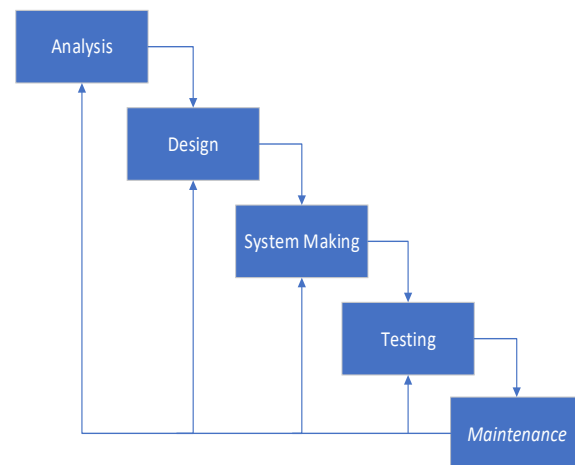 Analysis
Design
System Making
Testing
Maintenance